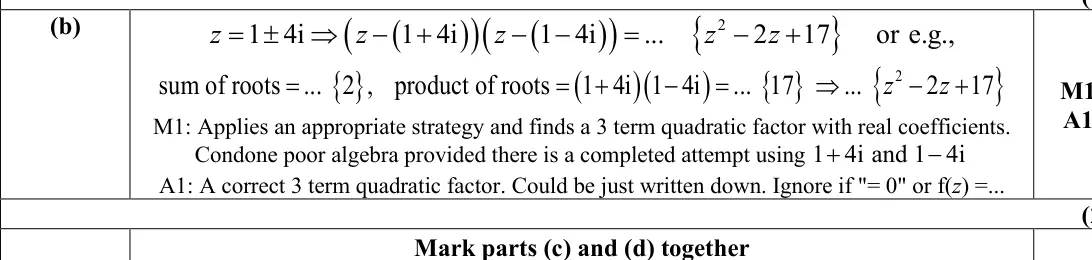 (b)
z = 1 ± 4i ⇒ (z − (1 + 4i))(z − (1 − 4i)) = ... {z² − 2z + 17} or e.g.,
sum of roots = ... {2}, product of roots = (1 + 4i)(1 − 4i) = ... {17} ⇒ ... {z² − 2z + 17}
M1
M1: Applies an appropriate strategy and finds a 3 term quadratic factor with real coefficients.
A1
Condone poor algebra provided there is a completed attempt using 1 + 4i and 1 − 4i
A1: A correct 3 term quadratic factor. Could be just written down. Ignore if "= 0" or f(z) =...
Mark parts (c) and (d) together